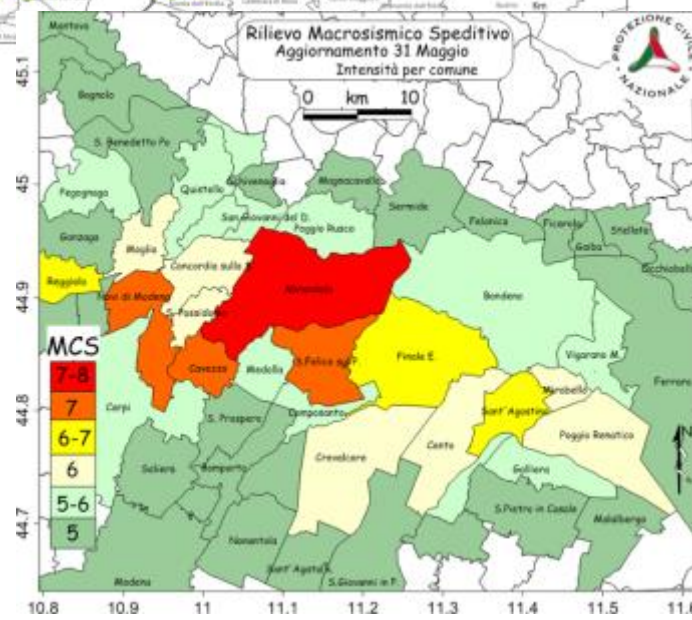 Rilievo Macrosismico Speditivo
Aggiornamento 31 Maggio
Intensità per comune
0 km 10
PROTEZIONE CIVILE
NAZIONALE
Mantova
Bagnolo
S. Benedetto Po
Pegognaga
Quistello
Schivenoglia
Magnacavallo
Sermide
Felonica
Ficarolo
Gaiba
Stellata
Occhiobello
Gonzaga
Moglia
San Giovanni del D.
Poggio Rusco
Reggiolo
Novi di Modena
Concordia sulla S.
Mirandola
Bondeno
S. Possidonio
Cavezzo
Medolla
S.Felice sul P.
Finale E.
Vigarano M.
Ferrara
Carpi
S. Prospero
Camposanto
Sant'Agostino
Mirabello
Poggio Renatico
Soliera
Bomporto
Crevalcore
Cento
Galliera
Nonantola
Sant'Agata B.
S.Pietro in Casale
Malalbergo
Modena
S.Giovanni in P.
MCS
7-8
7
6-7
6
5-6
5
N
45.1
45
44.9
44.8
44.7
10.8 10.9 11 11.1 11.2 11.3 11.4 11.5 11.6